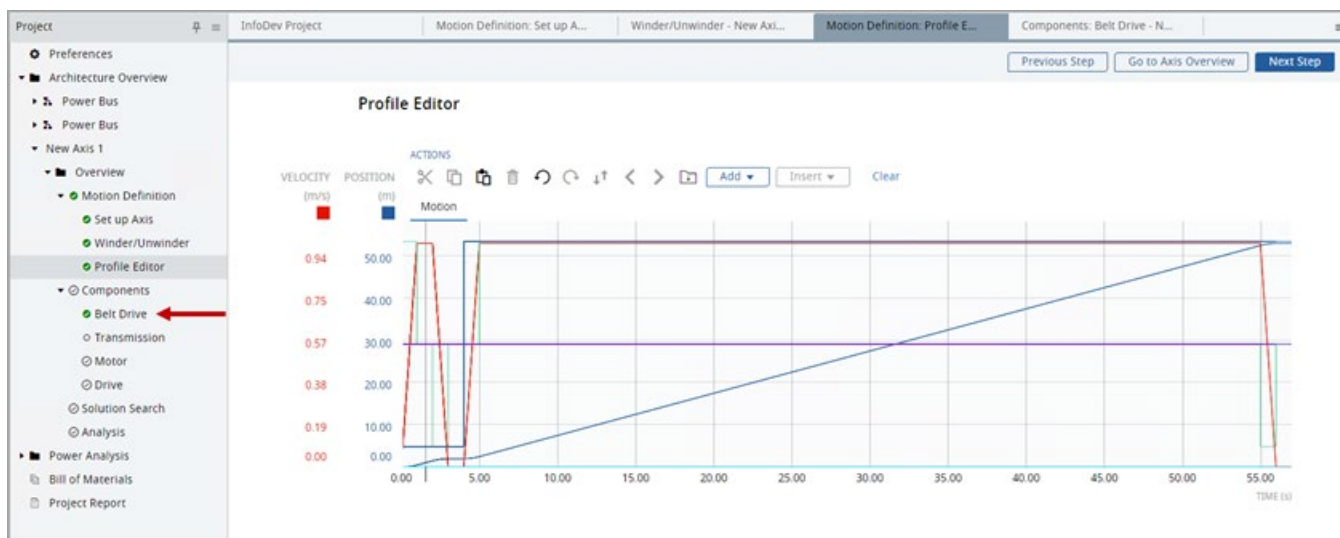 Project
InfoDev Project
Motion Definition: Set up A...
Winder/Unwinder - New Axi...
Motion Definition: Profile E...
Components: Belt Drive - N...
Preferences
Architecture Overview
Power Bus
Power Bus
New Axis 1
Overview
Motion Definition
Set up Axis
Winder/Unwinder
Profile Editor
Components
Belt Drive
Transmission
Motor
Drive
Solution Search
Analysis
Power Analysis
Bill of Materials
Project Report
Previous Step Go to Axis Overview Next Step
Profile Editor
ACTIONS
VELOCITY POSITION Add Insert Clear
(m/s) (m)
Motion
0.94 50.00
0.75 40.00
0.57 30.00
0.38 20.00
0.19 10.00
0.00 0.00
0.00 5.00 10.00 15.00 20.00 25.00 30.00 35.00 40.00 45.00 50.00 55.00
TIME (s)